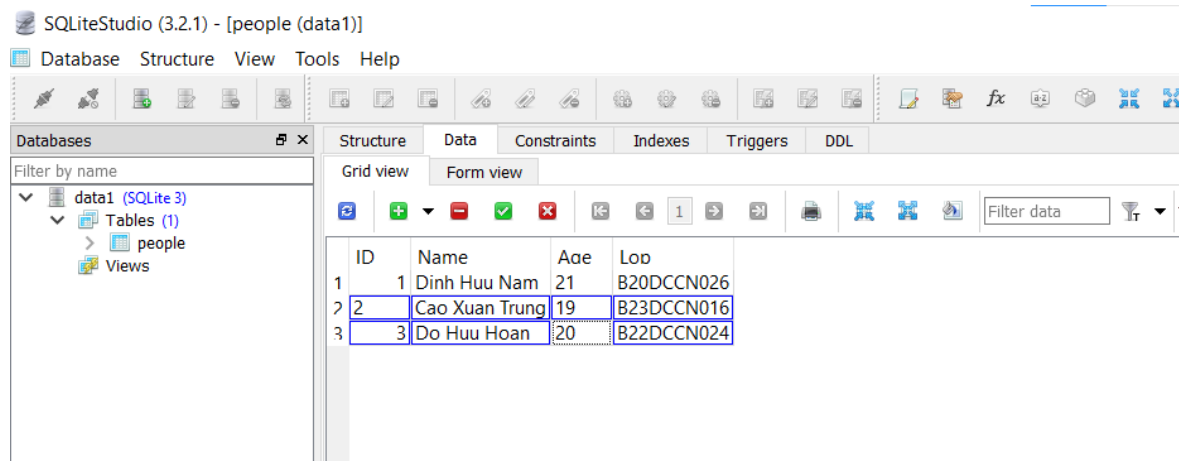 SQLiteStudio (3.2.1) - [people (data1)]
Database Structure View Tools Help
fx a-z
Databases
Filter by name
data1 (SQLite 3)
Tables (1)
people
Views
Structure Data Constraints Indexes Triggers DDL
Grid view Form view
1 Filter data T
ID Name Age Lop
1 1 Dinh Huu Nam 21 B20DCCN026
2 2 Cao Xuan Trung 19 B23DCCN016
3 3 Do Huu Hoan 20 B22DCCN024